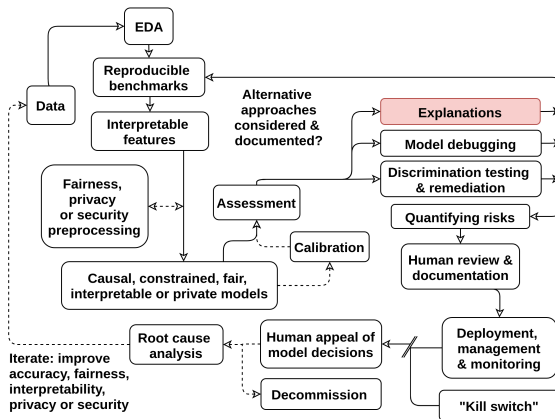 EDA
Reproducible
benchmarks
Data
Interpretable
features
Alternative
approaches
considered &
documented?
Explanations
Model debugging
Discrimination testing
& remediation
Fairness,
privacy
or security
preprocessing
Assessment
Quantifying risks
Calibration
Human review &
documentation
Causal, constrained, fair,
interpretable or private models
Root cause
analysis
Human appeal of
model decisions
Deployment,
management
& monitoring
Iterate: improve
accuracy, fairness,
interpretability,
privacy or security
Decommission
"Kill switch"